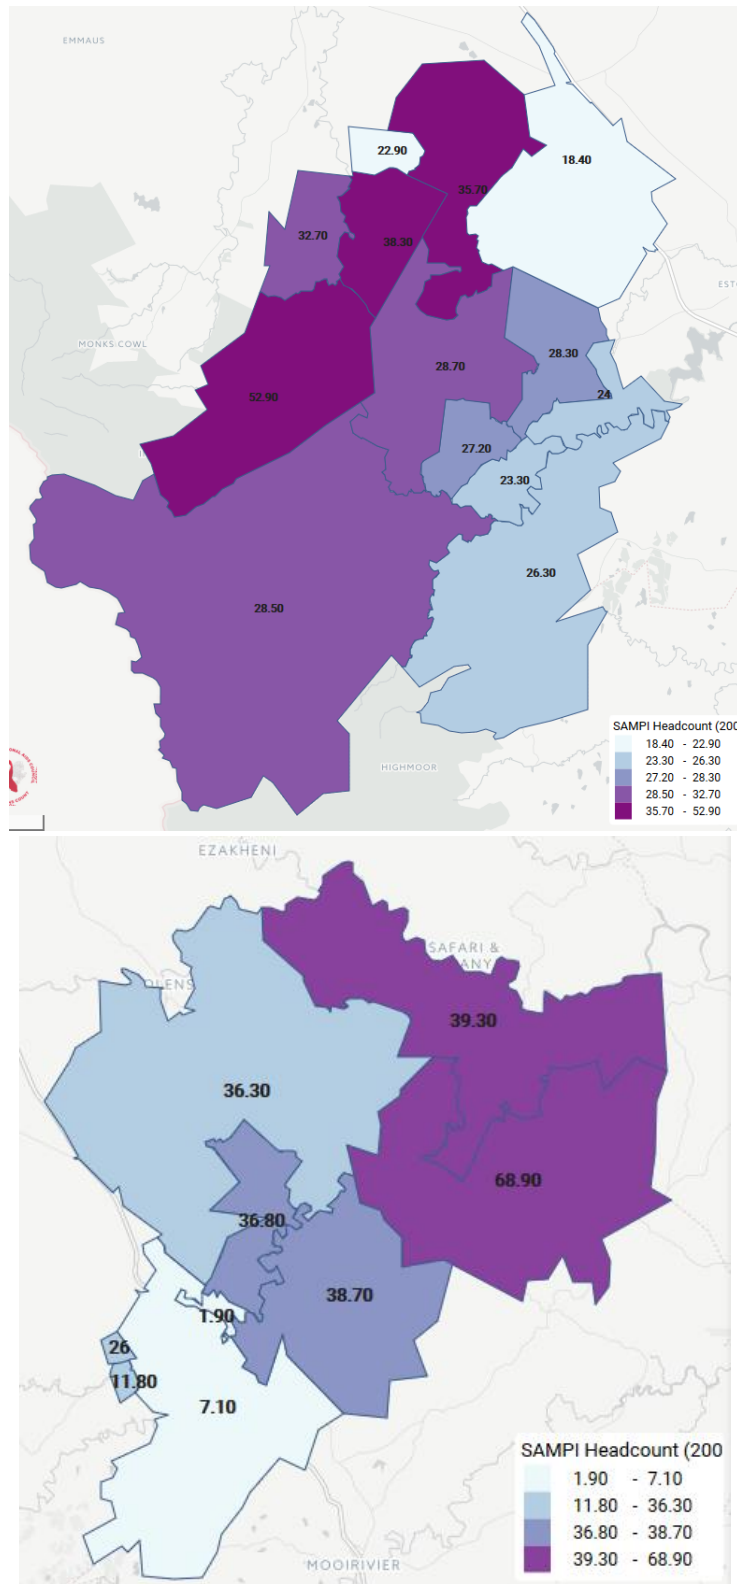 EMMAUS
22.90
18.40
35.70
32.70
38.30
MONKS COWL
28.30
28.70
52.90
24
27.20
23.30
26.30
28.50
HIGHMOOR
SAMPI Headcount (200
18.40 - 22.90
23.30 - 26.30
27.20 - 28.30
28.50 - 32.70
35.70 - 52.90
EZAKHENI
SAFARI &
ANY
OLENS
39.30
36.30
68.90
36.80
38.70
1.90
26
11.80
7.10
SAMPI Headcount (200
1.90 - 7.10
11.80 - 36.30
36.80 - 38.70
39.30 - 68.90
MOOIRIVIER